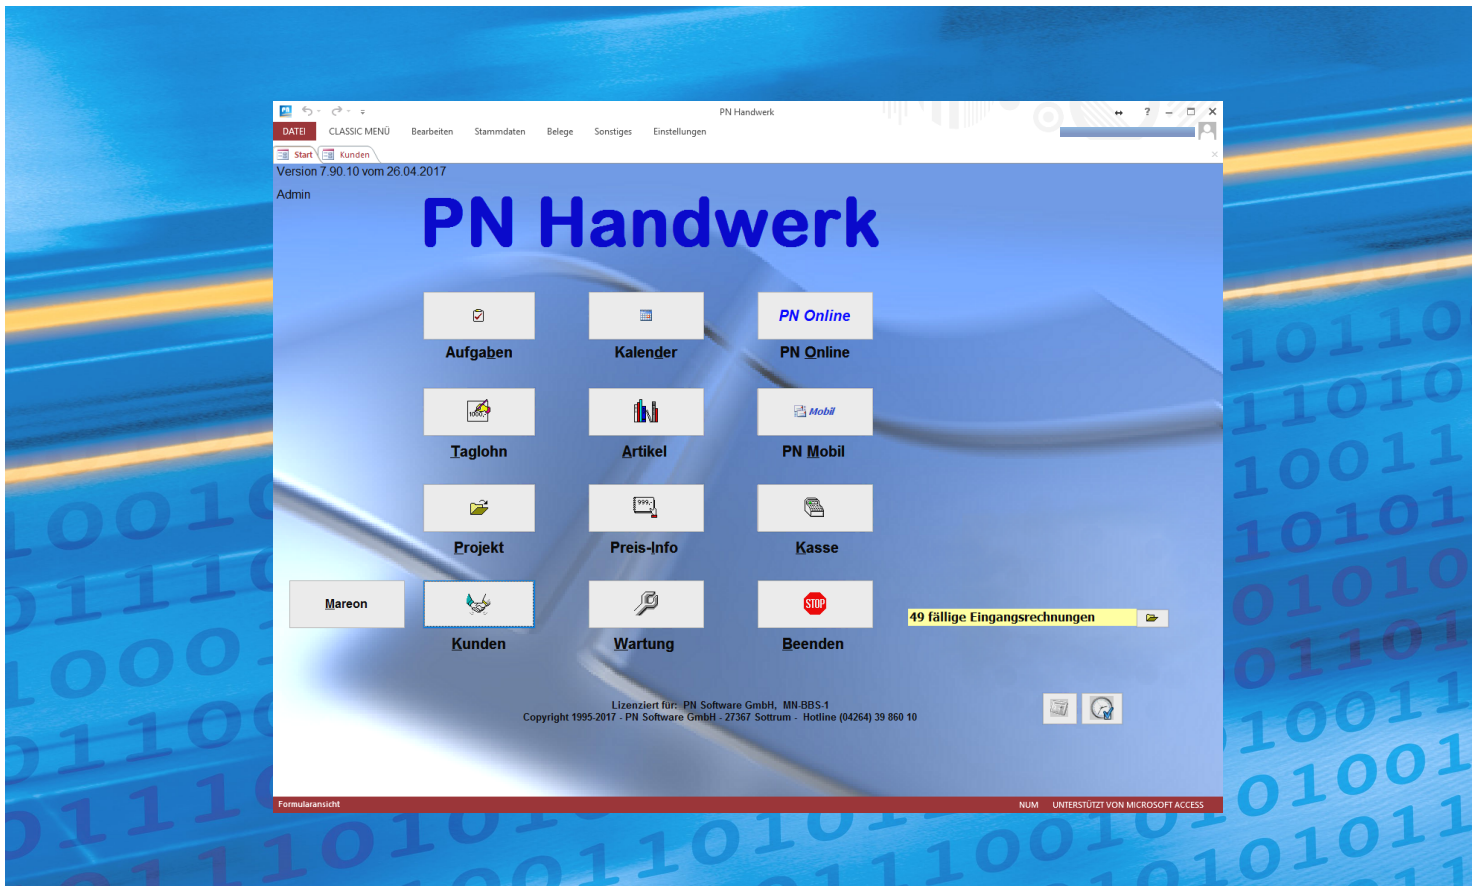 PN Handwerk
DATEI CLASSIC MENÜ Bearbeiten Stammdaten Belege Sonstiges Einstellungen
Start Kunden
Version 7.90.10 vom 26.04.2017
Admin
PN Handwerk
PN Online
Aufgaben Kalender PN Online
1000,-
Mobil
Taglohn Artikel PN Mobil
999,-
Projekt Preis-Info Kasse
Mareon
STOP
49 fällige Eingangsrechnungen
Kunden Wartung Beenden
Lizenziert für: PN Software GmbH, MN-BBS-1
Copyright 1995-2017 - PN Software GmbH - 27367 Sottrum - Hotline (04264) 39 860 10
Formularansicht NUM UNTERSTÜTZT VON MICROSOFT ACCESS